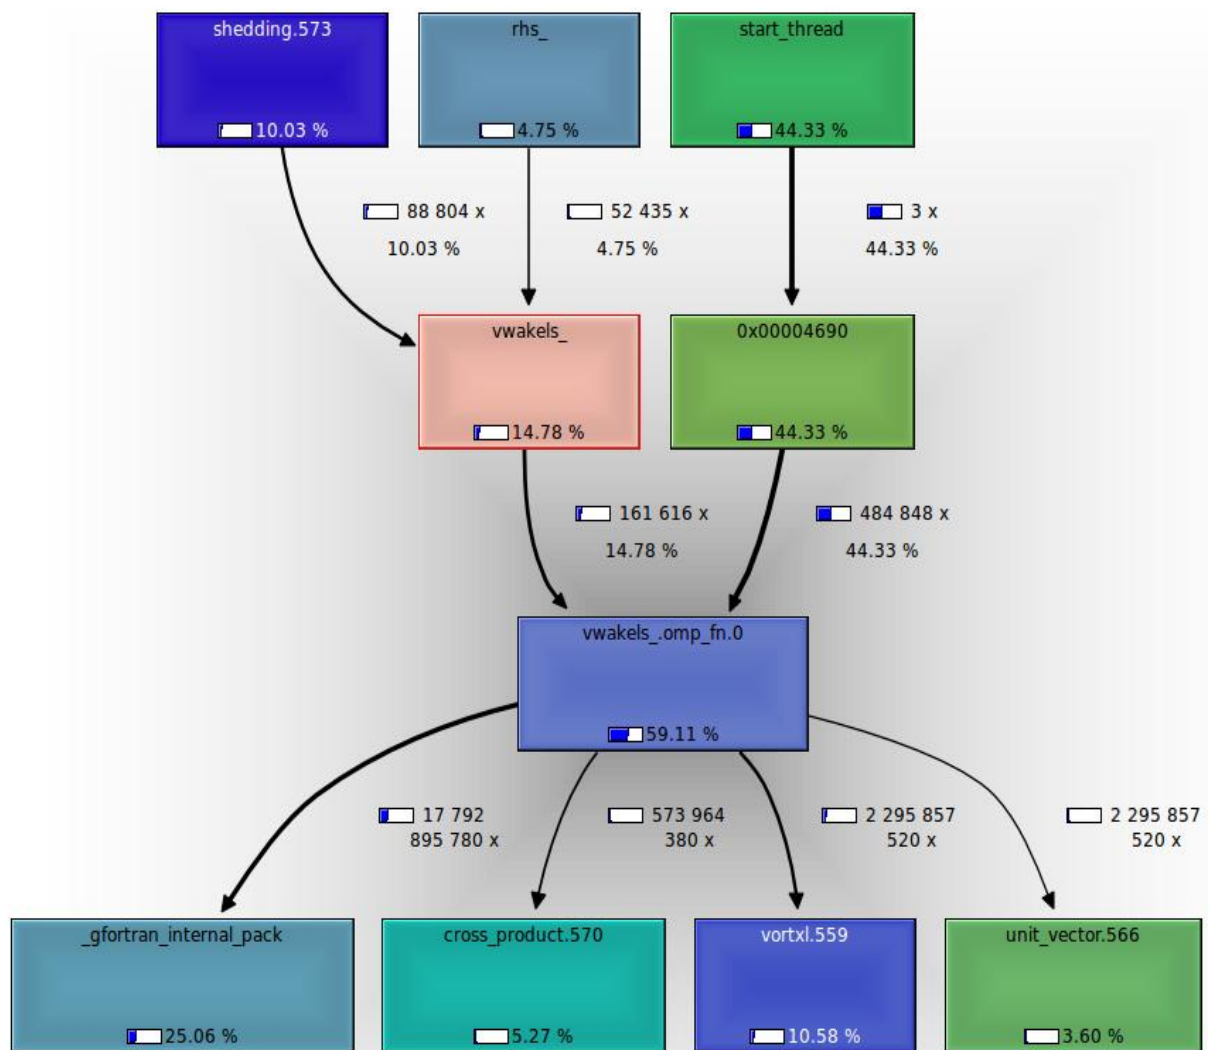 shedding.573
rhs_
start_thread
10.03 %
4.75 %
44.33 %
88 804 x
52 435 x
3 x
10.03 %
4.75 %
44.33 %
vwakels_
0x00004690
14.78 %
44.33 %
161 616 x
484 848 x
14.78 %
44.33 %
vwakels_.omp_fn.0
59.11 %
17 792
895 780 x
573 964
380 x
2 295 857
520 x
2 295 857
520 x
_gfortran_internal_pack
cross_product.570
vortxl.559
unit_vector.566
25.06 %
5.27 %
10.58 %
3.60 %